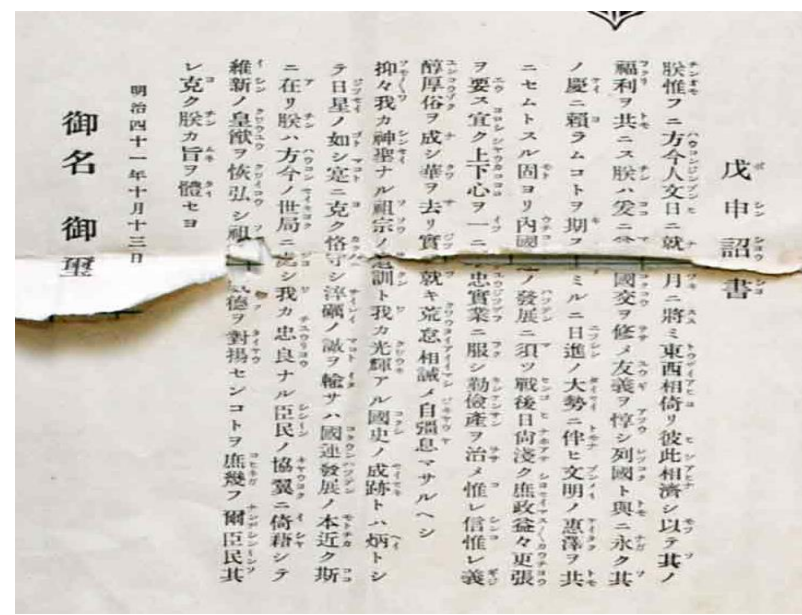 戊申詔書
朕惟フニ方今人文日ニ就月ニ將ミ東西相倚リ彼此相濟シ以テ其ノ
福利ヲ共ニス朕ハ爰ニ國交ヲ修メ友義ヲ惇シ列國ト與ニ永ク其
ノ慶ニ賴ラムコトヲ期ミルニ日進ノ大勢ニ伴ヒ文明ノ惠澤ヲ共
ニセムトスル固ヨリ內國ノ發展ニ須ツ戰後日尙淺ク庶政益々更張
ヲ要ス宜ク上下心ヲ一ニ忠實業ニ服シ勤儉產ヲ治メ惟レ信惟レ義
醇厚俗ヲ成シ華ヲ去リ實就キ荒怠相誡メ自彊息マサルヘシ
抑々我カ神聖ナル祖宗ノ訓ト我カ光輝アル國史ノ成跡トハ炳トシ
テ日星ノ如シ寔ニ克ク恪守シ淬礪ノ誠ヲ輸サハ國運發展ノ本近ク斯
ニ在リ朕ハ方今ノ世局ニ處シ我カ忠良ナル臣民ノ協翼ニ倚藉シテ
維新ノ皇猷ヲ恢弘シ祖德ヲ對揚センコトヲ庶幾フ爾臣民其
レ克ク朕カ旨ヲ體セヨ
明治四十一年十月十三日
御名御璽